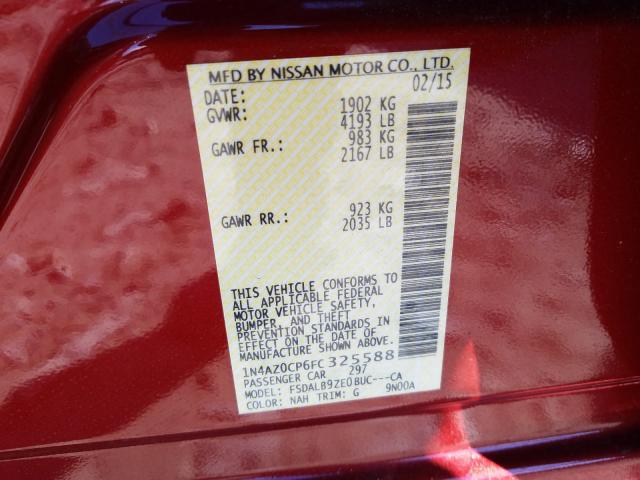 MFD BY NISSAN MOTOR CO., LTD.
DATE: 02/15
GVWR: 1902 KG
4193 LB
GAWR FR.: 983 KG
2167 LB
GAWR RR.: 923 KG
2035 LB
THIS VEHICLE CONFORMS TO
ALL APPLICABLE FEDERAL
MOTOR VEHICLE SAFETY,
BUMPER, AND THEFT
PREVENTION STANDARDS IN
EFFECT ON THE DATE OF
MANUFACTURE SHOWN ABOVE.
1N4AZ0CP6FC325588
PASSENGER CAR 297
MODEL: FSDALB9ZE0BUC---CA
COLOR: NAH TRIM: G 9N00A